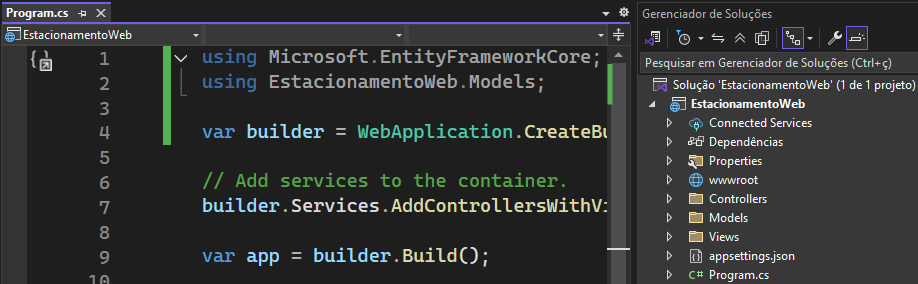 Program.cs
EstacionamentoWeb
1 using Microsoft.EntityFrameworkCore;
2 using EstacionamentoWeb.Models;
3
4 var builder = WebApplication.CreateBu
5
6 // Add services to the container.
7 builder.Services.AddControllersWithVi
8
9 var app = builder.Build();
10
Gerenciador de Soluções
Pesquisar em Gerenciador de Soluções (Ctrl+ç)
Solução 'EstacionamentoWeb' (1 de 1 projeto)
EstacionamentoWeb
Connected Services
Dependências
Properties
wwwroot
Controllers
Models
Views
appsettings.json
C# Program.cs